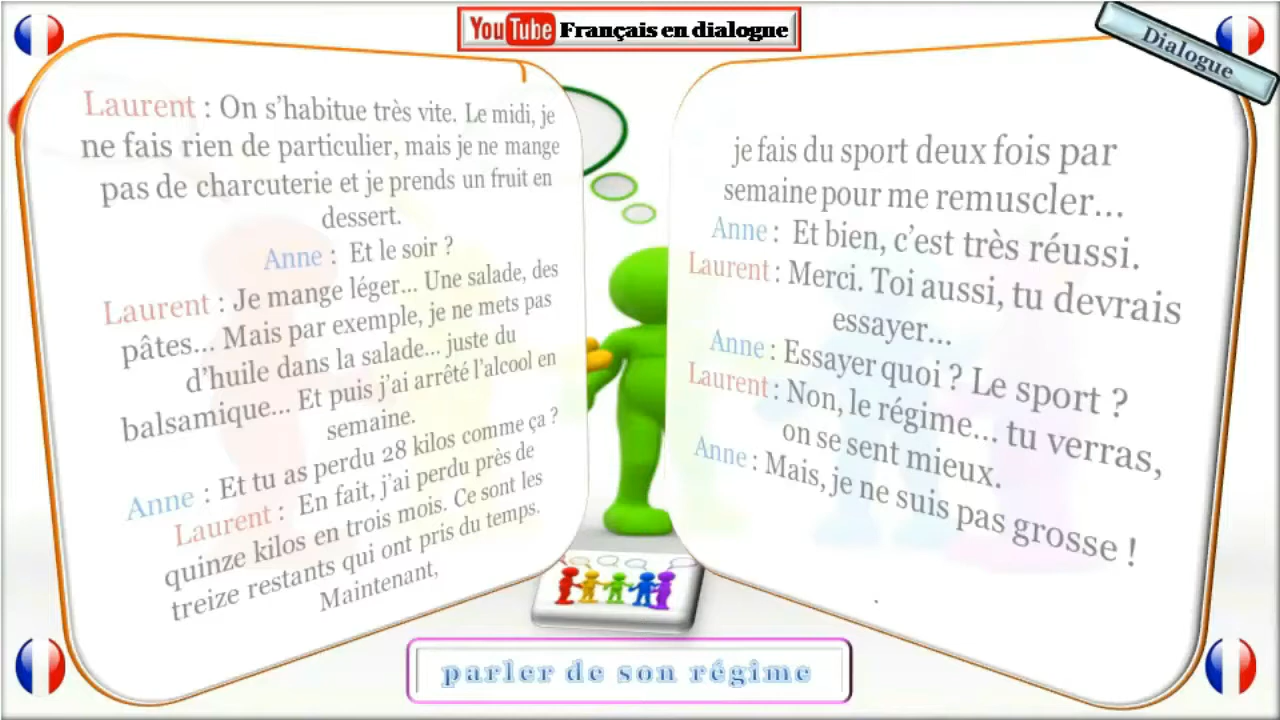 YouTube Français en dialogue
Dialogue
Laurent : On s'habitue très vite. Le midi, je
ne fais rien de particulier, mais je ne mange
pas de charcuterie et je prends un fruit en
dessert.
Anne : Et le soir ?
Laurent : Je mange léger... Une salade, des
pâtes... Mais par exemple, je ne mets pas
d'huile dans la salade... juste du
balsamique... Et puis j'ai arrêté l'alcool en
semaine.
Anne : Et tu as perdu 28 kilos comme ça ?
Laurent : En fait, j'ai perdu près de
quinze kilos en trois mois. Ce sont les
treize restants qui ont pris du temps.
Maintenant,
je fais du sport deux fois par
semaine pour me remuscler...
Anne : Et bien, c'est très réussi.
Laurent : Merci. Toi aussi, tu devrais
essayer...
Anne : Essayer quoi ? Le sport ?
Laurent : Non, le régime... tu verras,
on se sent mieux.
Anne : Mais, je ne suis pas grosse !
.
parler de son régime